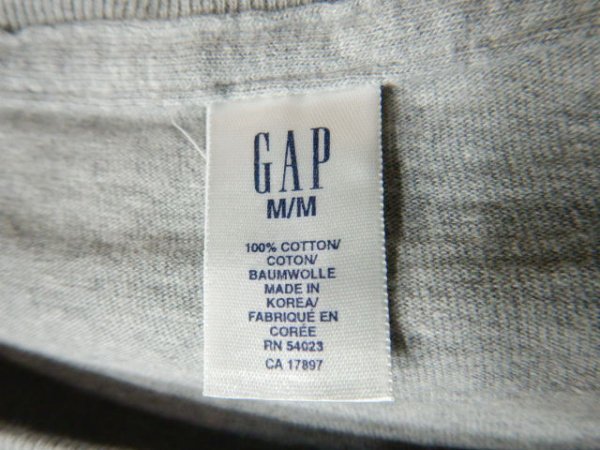 GAP
M/M
100% COTTON/
COTON/
BAUMWOLLE
MADE IN
KOREA/
FABRIQUÉ EN
CORÉE
RN 54023
CA 17897